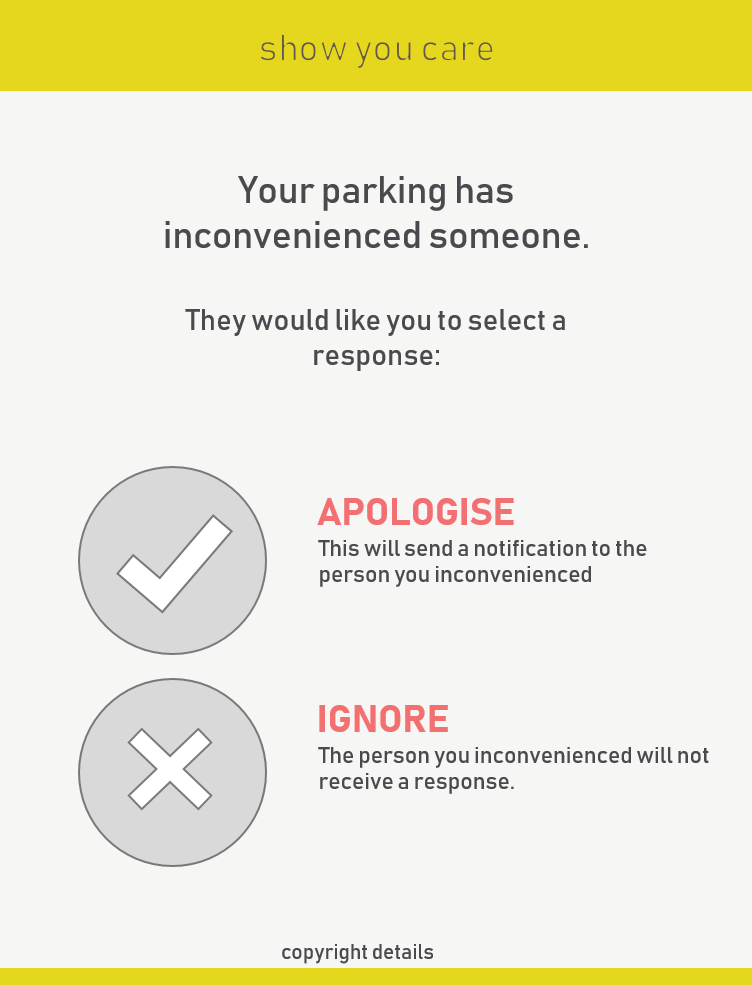 show you care
Your parking has
inconvenienced someone.
They would like you to select a
response:
APOLOGISE
This will send a notification to the
person you inconvenienced
IGNORE
The person you inconvenienced will not
receive a response.
copyright details